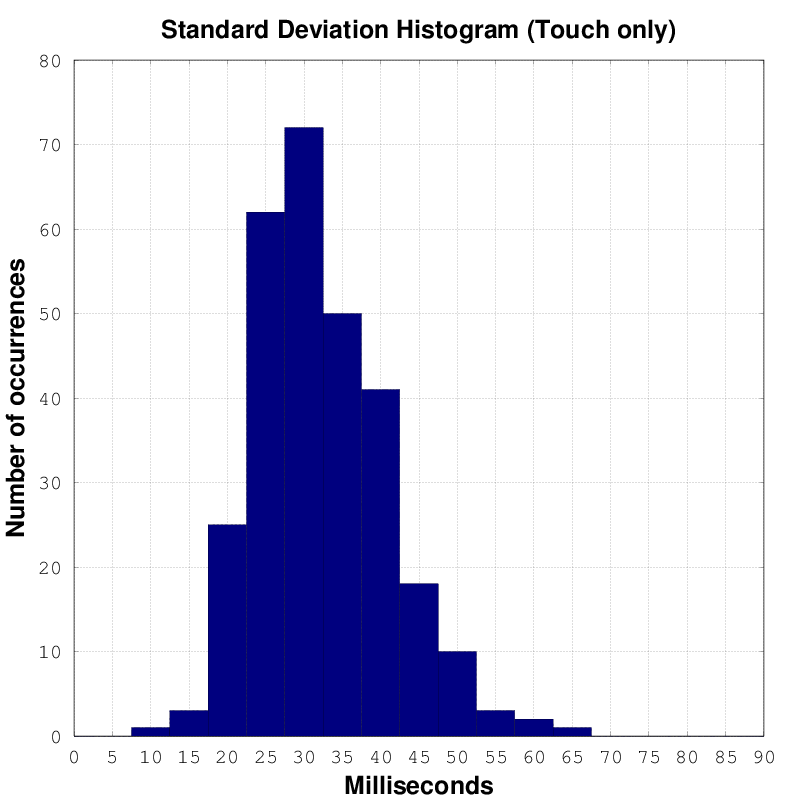 Standard Deviation Histogram (Touch only)
80
70
60
50
40
30
20
10
0
Number of occurrences
0 5 10 15 20 25 30 35 40 45 50 55 60 65 70 75 80 85 90
Milliseconds